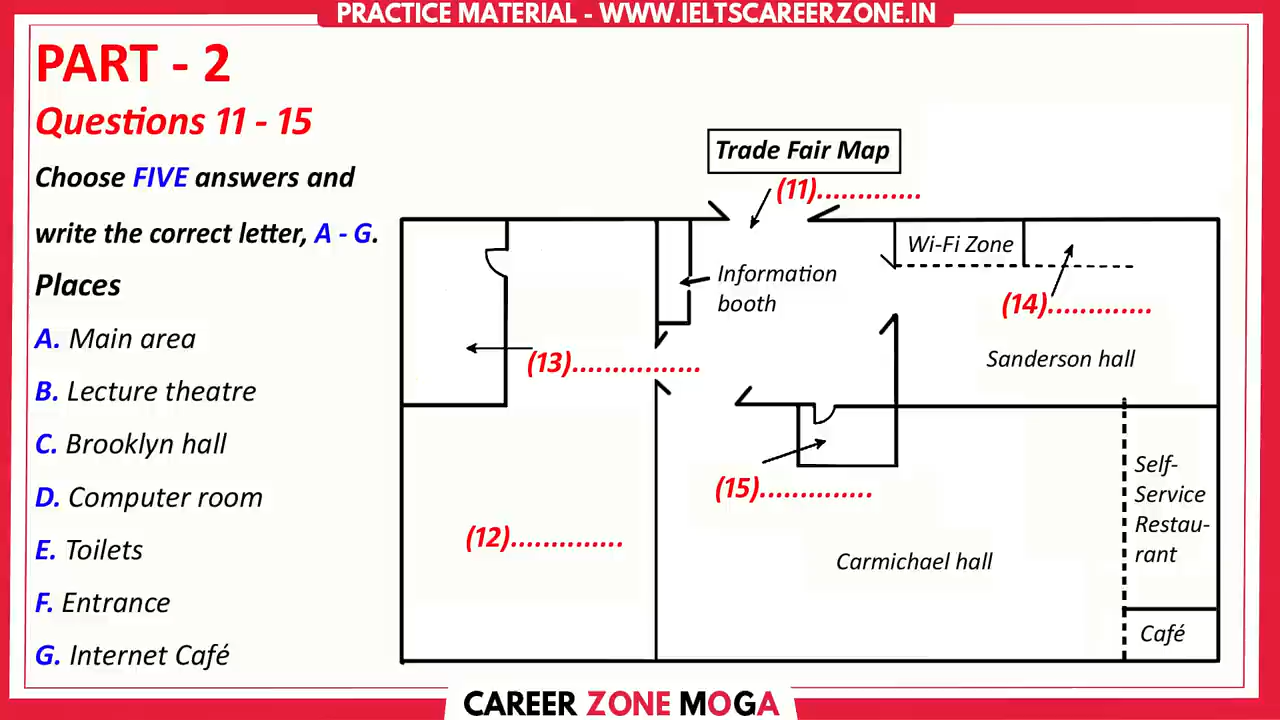 PRACTICE MATERIAL - WWW.IELTSCAREERZONE.IN
PART - 2
Questions 11 - 15
Choose FIVE answers and
write the correct letter, A - G.
Places
A. Main area
B. Lecture theatre
C. Brooklyn hall
D. Computer room
E. Toilets
F. Entrance
G. Internet Café
Trade Fair Map
(11).............
Wi-Fi Zone
Information
booth
(14).............
(13)................
Sanderson hall
(15).............
Self-
Service
Restau-
rant
(12).............
Carmichael hall
Café
CAREER ZONE MOGA